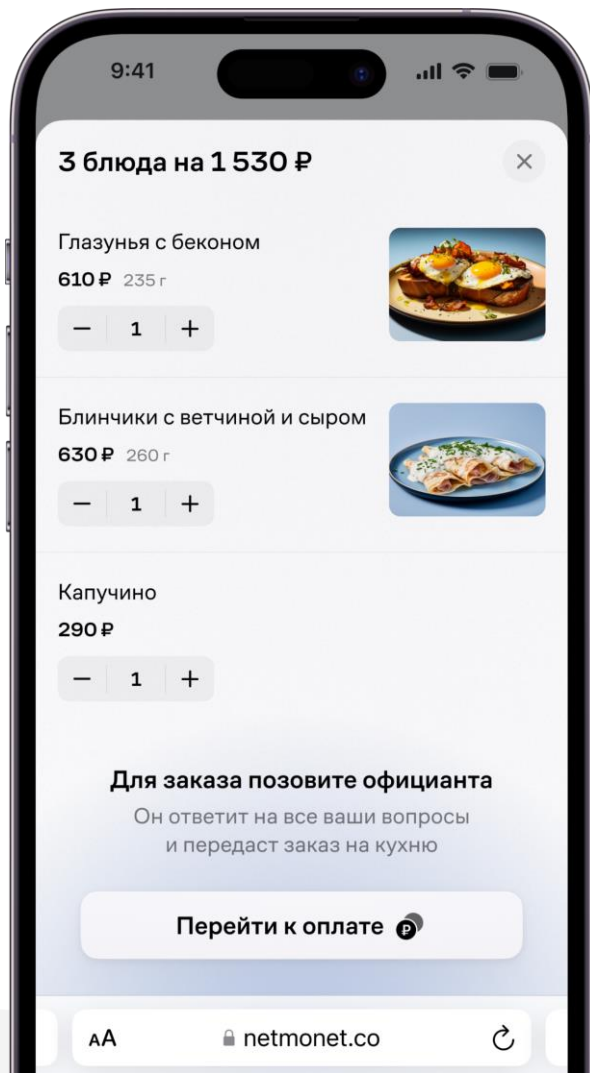 9:41
3 блюда на 1 530 ₽
Глазунья с беконом
610 ₽ 235 г
− 1 +
Блинчики с ветчиной и сыром
630 ₽ 260 г
− 1 +
Капучино
290 ₽
− 1 +
Для заказа позовите официанта
Он ответит на все ваши вопросы
и передаст заказ на кухню
Перейти к оплате ₽
AA netmonet.co